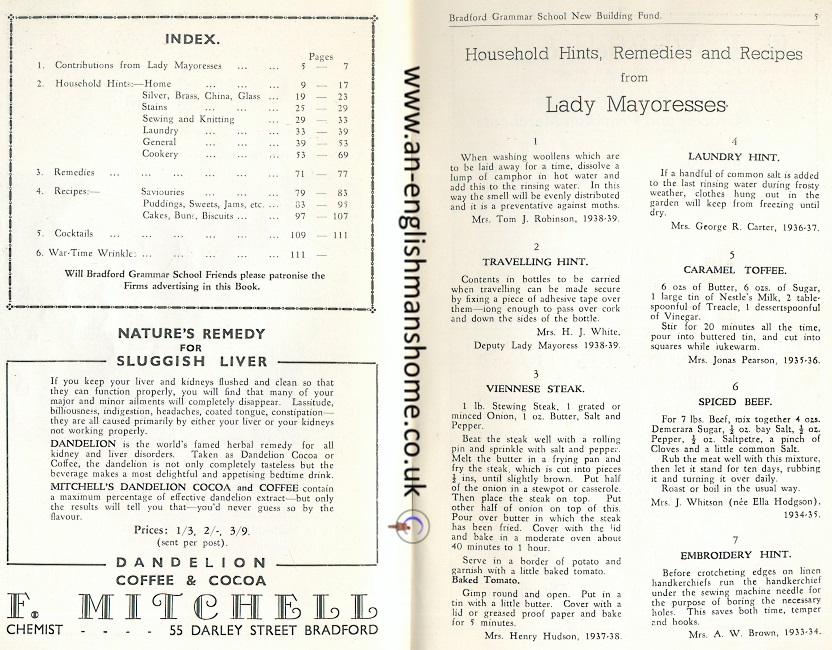 INDEX.
Pages
1. Contributions from Lady Mayoresses ... ... 5 — 7
2. Household Hints:—Home ... ... ... 9 — 17
Silver, Brass, China, Glass ... 19 — 23
Stains ... ... ... 25 — 29
Sewing and Knitting ... 29 — 33
Laundry ... ... ... 33 — 39
General ... ... ... 39 — 53
Cookery ... ... ... 53 — 69
3. Remedies ... ... ... ... ... ... 71 — 77
4. Recipes:— Saviouries ... ... ... 79 — 83
Puddings, Sweets, Jams, etc. ... 83 — 95
Cakes, Buns, Biscuits ... ... 97 — 107
5. Cocktails ... ... ... ... ... ... 109 — 111
6. War-Time Wrinkle: ... ... ... ... ... 111 —
Will Bradford Grammar School Friends please patronise the
Firms advertising in this Book.
NATURE'S REMEDY
FOR
SLUGGISH LIVER
If you keep your liver and kidneys flushed and clean so that
they can function properly, you will find that many of your
major and minor ailments will completely disappear. Lassitude,
billiousness, indigestion, headaches, coated tongue, constipation—
they are all caused primarily by either your liver or your kidneys
not working properly.
DANDELION is the world's famed herbal remedy for all
kidney and liver disorders. Taken as Dandelion Cocoa or
Coffee, the dandelion is not only completely tasteless but the
beverage makes a most delightful and appetising bedtime drink.
MITCHELL'S DANDELION COCOA and COFFEE contain
a maximum percentage of effective dandelion extract—but only
the results will tell you that—you'd never guess so by the
flavour.
Prices: 1/3, 2/-, 3/9.
(sent per post).
DANDELION
COFFEE & COCOA
F. MITCHELL
CHEMIST - - - - 55 DARLEY STREET BRADFORD
www.an-englishmanshome.co.uk
Bradford Grammar School New Building Fund. 5
Household Hints, Remedies and Recipes
from
Lady Mayoresses.
1
When washing woollens which are
to be laid away for a time, dissolve a
lump of camphor in hot water and
add this to the rinsing water. In this
way the smell will be evenly distributed
and it is a preventative against moths.
Mrs. Tom J. Robinson, 1938-39.
2
TRAVELLING HINT.
Contents in bottles to be carried
when travelling can be made secure
by fixing a piece of adhesive tape over
them—long enough to pass over cork
and down the sides of the bottle.
Mrs. H. J. White,
Deputy Lady Mayoress 1938-39.
3
VIENNESE STEAK.
1 lb. Stewing Steak, 1 grated or
minced Onion, 1 oz. Butter, Salt and
Pepper.
Beat the steak well with a rolling
pin and sprinkle with salt and pepper.
Melt the butter in a frying pan and
fry the steak, which is cut into pieces
½ ins, until slightly brown. Put half
of the onion in a stewpot or casserole.
Then place the steak on top. Put
other half of onion on top of this.
Pour over butter in which the steak
has been fried. Cover with the lid
and bake in a moderate oven about
40 minutes to 1 hour.
Serve in a border of potato and
garnish with a little baked tomato.
Baked Tomato.
Gimp round and open. Put in a
tin with a little butter. Cover with a
lid or greased proof paper and bake
for 5 minutes.
Mrs. Henry Hudson, 1937-38.
4
LAUNDRY HINT.
If a handful of common salt is added
to the last rinsing water during frosty
weather, clothes hung out in the
garden will keep from freezing until
dry.
Mrs. George R. Carter, 1936-37.
5
CARAMEL TOFFEE.
6 ozs of Butter, 6 ozs. of Sugar,
1 large tin of Nestle's Milk, 2 table-
spoonful of Treacle, 1 dessertspoonful
of Vinegar.
Stir for 20 minutes all the time,
pour into buttered tin, and cut into
squares while lukewarm.
Mrs. Jonas Pearson, 1935-36.
6
SPICED BEEF.
For 7 lbs. Beef, mix together 4 ozs.
Demerara Sugar, ½ oz. bay Salt, ½ oz.
Pepper, ½ oz. Saltpetre, a pinch of
Cloves and a little common Salt.
Rub the meat well with this mixture,
then let it stand for ten days, rubbing
it and turning it over daily.
Roast or boil in the usual way.
Mrs. J. Whitson (née Ella Hodgson).
1934-35.
7
EMBROIDERY HINT.
Before crotcheting edges on linen
handkerchiefs run the handkerchief
under the sewing machine needle for
the purpose of boring the necessary
holes. This saves both time, temper
and hooks.
Mrs. A. W. Brown, 1933-34.